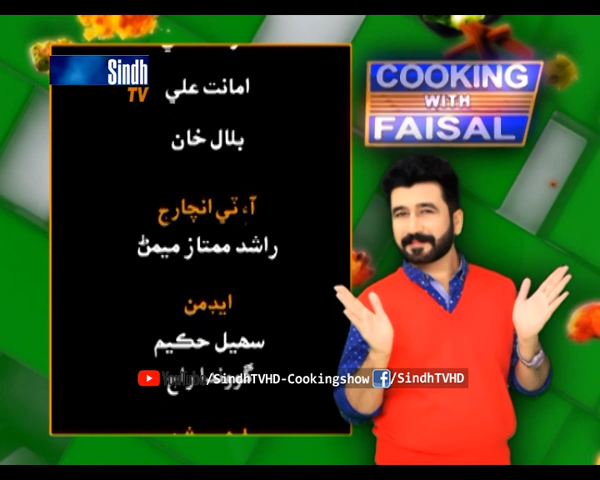 Sindh
TV
امانت علي
بلال خان
آءِ ٽي انچارج
راشد ممتاز ميمڻ
ايڊمن
سهيل حڪيم
COOKING
WITH
FAISAL
Youtube/SindhTVHD-Cookingshow f/SindhTVHD